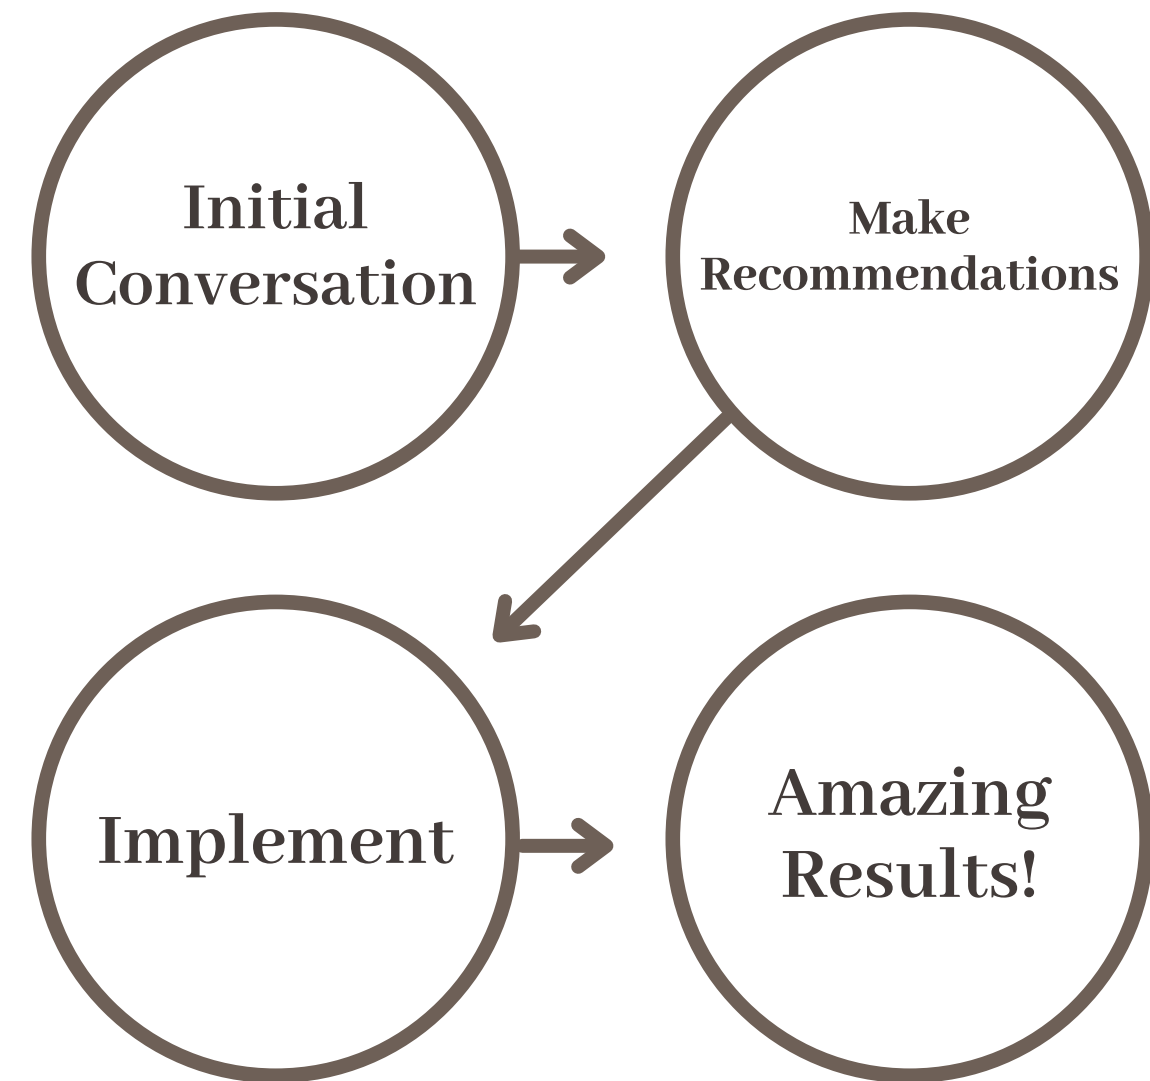 Initial
Conversation
Make
Recommendations
Implement
Amazing
Results!